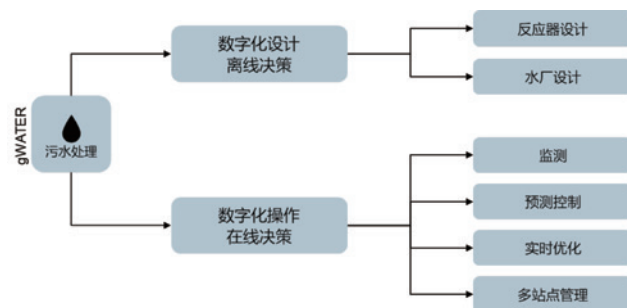 gWATER
污水处理
数字化设计
离线决策
反应器设计
水厂设计
数字化操作
在线决策
监测
预测控制
实时优化
多站点管理